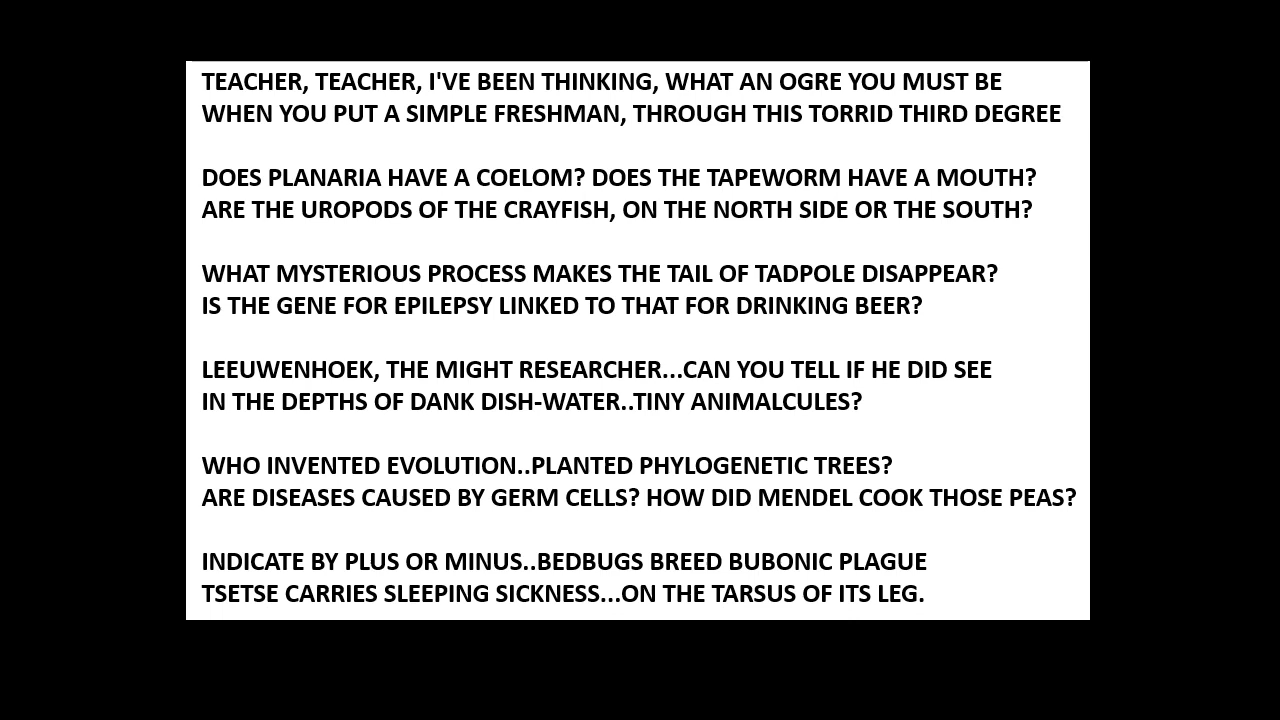 TEACHER, TEACHER, I'VE BEEN THINKING, WHAT AN OGRE YOU MUST BE
WHEN YOU PUT A SIMPLE FRESHMAN, THROUGH THIS TORRID THIRD DEGREE
DOES PLANARIA HAVE A COELOM? DOES THE TAPEWORM HAVE A MOUTH?
ARE THE UROPODS OF THE CRAYFISH, ON THE NORTH SIDE OR THE SOUTH?
WHAT MYSTERIOUS PROCESS MAKES THE TAIL OF TADPOLE DISAPPEAR?
IS THE GENE FOR EPILEPSY LINKED TO THAT FOR DRINKING BEER?
LEEUWENHOEK, THE MIGHT RESEARCHER...CAN YOU TELL IF HE DID SEE
IN THE DEPTHS OF DANK DISH-WATER..TINY ANIMALCULES?
WHO INVENTED EVOLUTION..PLANTED PHYLOGENETIC TREES?
ARE DISEASES CAUSED BY GERM CELLS? HOW DID MENDEL COOK THOSE PEAS?
INDICATE BY PLUS OR MINUS..BEDBUGS BREED BUBONIC PLAGUE
TSETSE CARRIES SLEEPING SICKNESS...ON THE TARSUS OF ITS LEG.